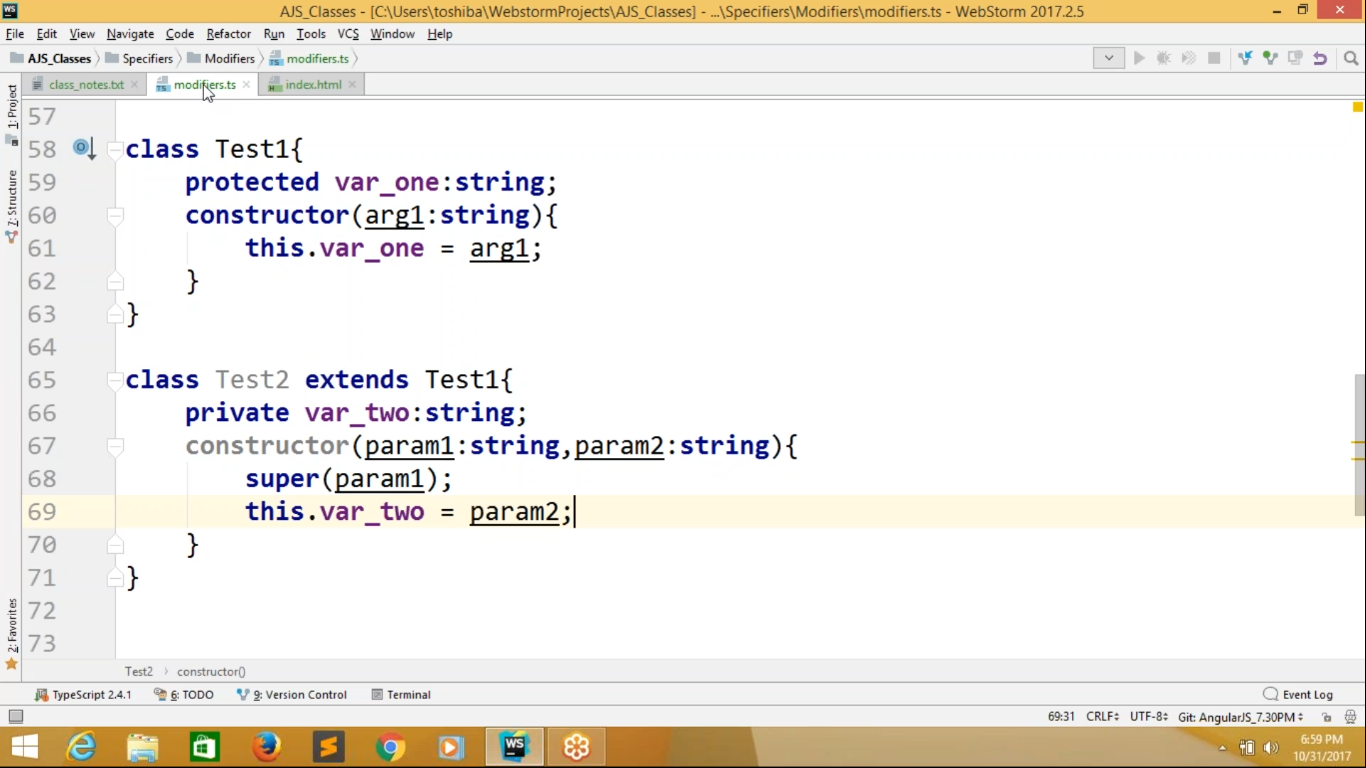 AJS_Classes - [C:\Users\toshiba\WebstormProjects\AJS_Classes] - ...\Specifiers\Modifiers\modifiers.ts - WebStorm 2017.2.5
File Edit View Navigate Code Refactor Run Tools VCS Window Help
AJS_Classes Specifiers Modifiers modifiers.ts
class_notes.txt modifiers.ts index.html
1: Project
7: Structure
2: Favorites
57
58 class Test1{
59 protected var_one:string;
60 constructor(arg1:string){
61 this.var_one = arg1;
62 }
63 }
64
65 class Test2 extends Test1{
66 private var_two:string;
67 constructor(param1:string,param2:string){
68 super(param1);
69 this.var_two = param2;
70 }
71 }
72
73
Test2 constructor()
TypeScript 2.4.1 6: TODO 9: Version Control Terminal Event Log
69:31 CRLF UTF-8 Git: AngularJS_7.30PM
WS
6:59 PM
10/31/2017